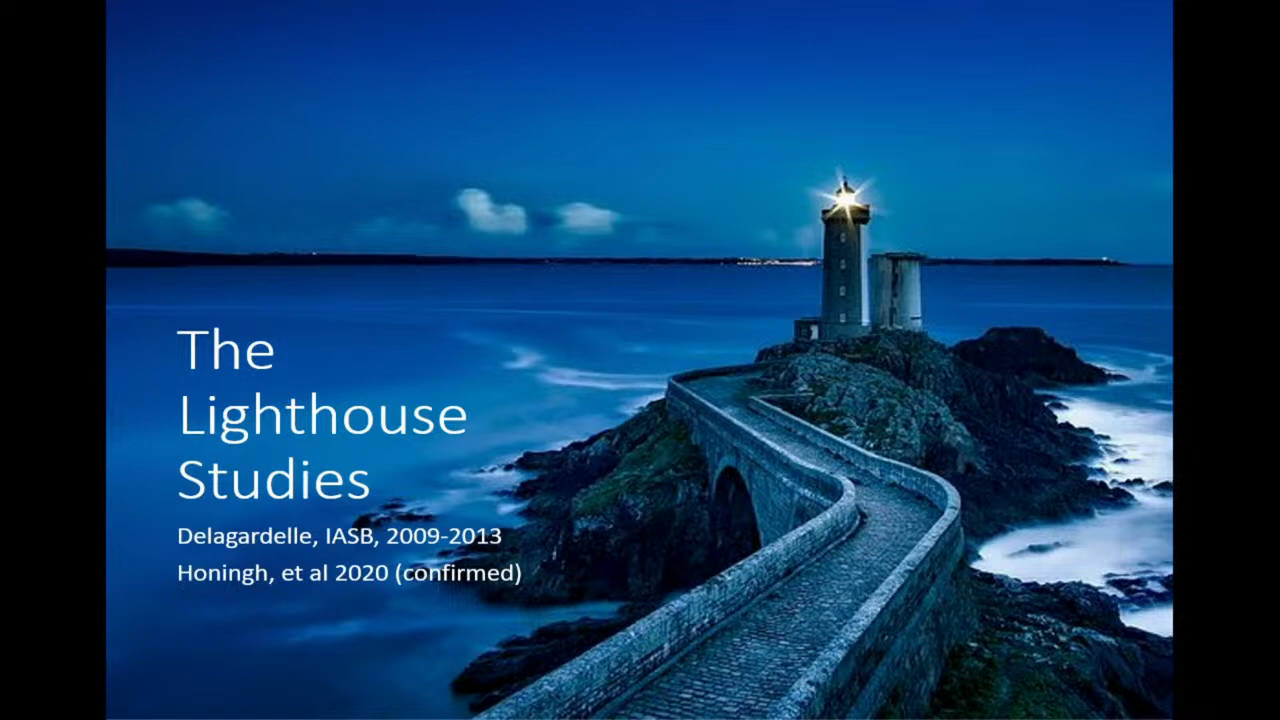 The
Lighthouse
Studies
Delagardelle, IASB, 2009-2013
Honingh, et al 2020 (confirmed)